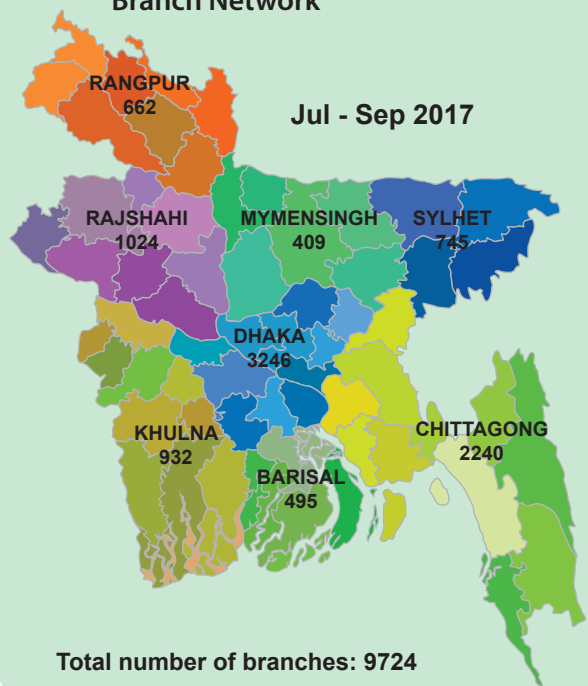 Branch Network
Jul - Sep 2017
RANGPUR
662
RAJSHAHI
1024
MYMENSINGH
409
SYLHET
745
DHAKA
3246
KHULNA
932
BARISAL
495
CHITTAGONG
2240
Total number of branches: 9724